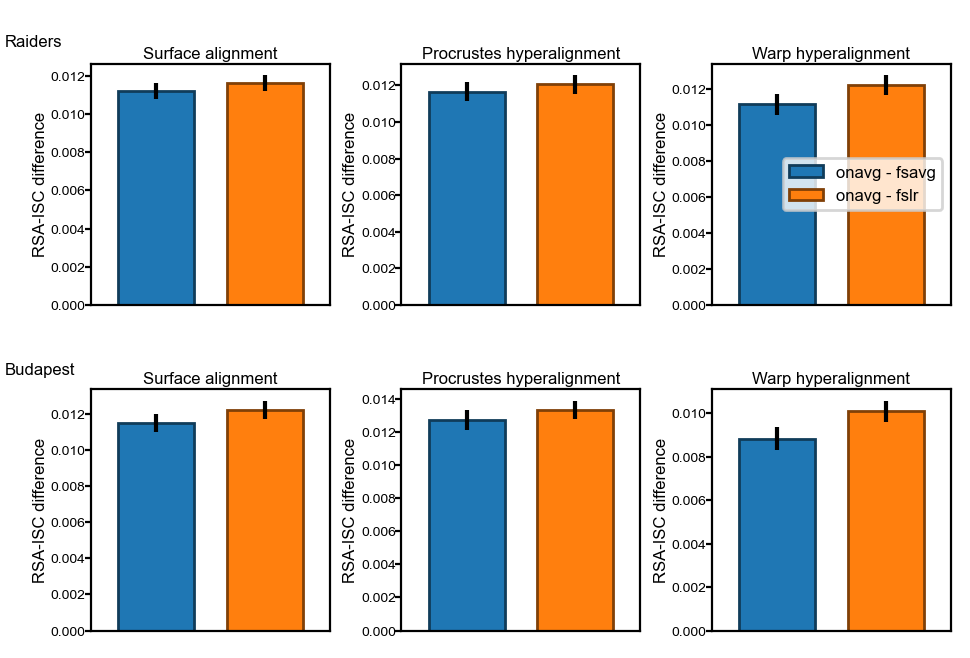 Raiders
Surface alignment
RSA-ISC difference
0.012
0.010
0.008
0.006
0.004
0.002
0.000
Procrustes hyperalignment
RSA-ISC difference
0.012
0.010
0.008
0.006
0.004
0.002
0.000
Warp hyperalignment
RSA-ISC difference
0.012
0.010
0.008
0.006
0.004
0.002
0.000
onavg - fsavg
onavg - fslr
Budapest
Surface alignment
RSA-ISC difference
0.012
0.010
0.008
0.006
0.004
0.002
0.000
Procrustes hyperalignment
RSA-ISC difference
0.014
0.012
0.010
0.008
0.006
0.004
0.002
0.000
Warp hyperalignment
RSA-ISC difference
0.010
0.008
0.006
0.004
0.002
0.000